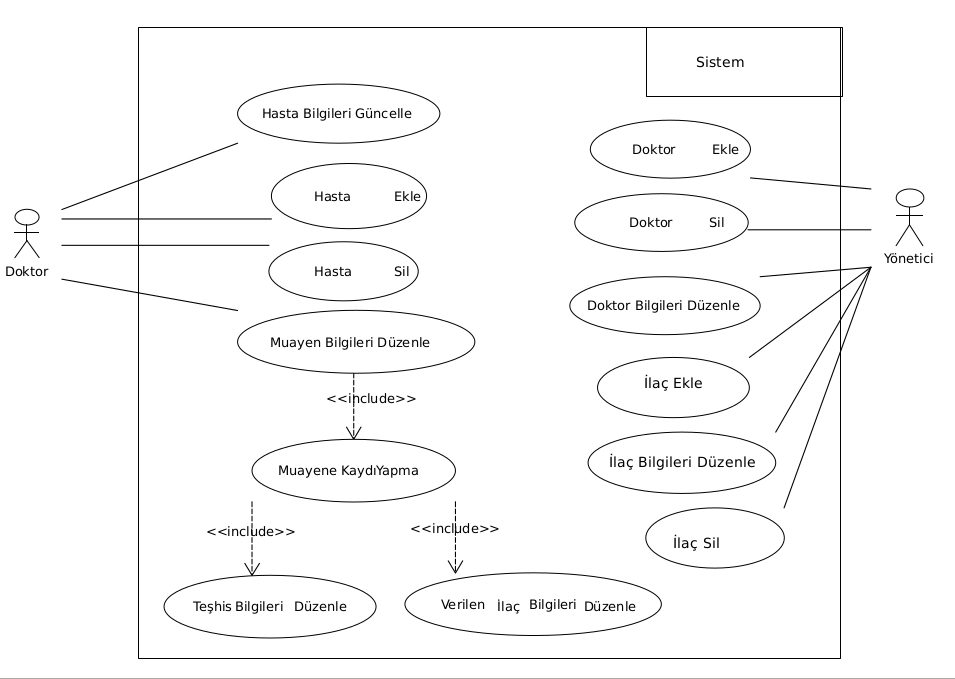 Sistem
Hasta Bilgileri Güncelle
Doktor Ekle
Hasta Ekle
Doktor Sil
Doktor
Yönetici
Hasta Sil
Doktor Bilgileri Düzenle
Muayen Bilgileri Düzenle
İlaç Ekle
<<include>>
İlaç Bilgileri Düzenle
Muayene KaydıYapma
<<include>>
<<include>>
İlaç Sil
Teşhis Bilgileri Düzenle
Verilen İlaç Bilgileri Düzenle